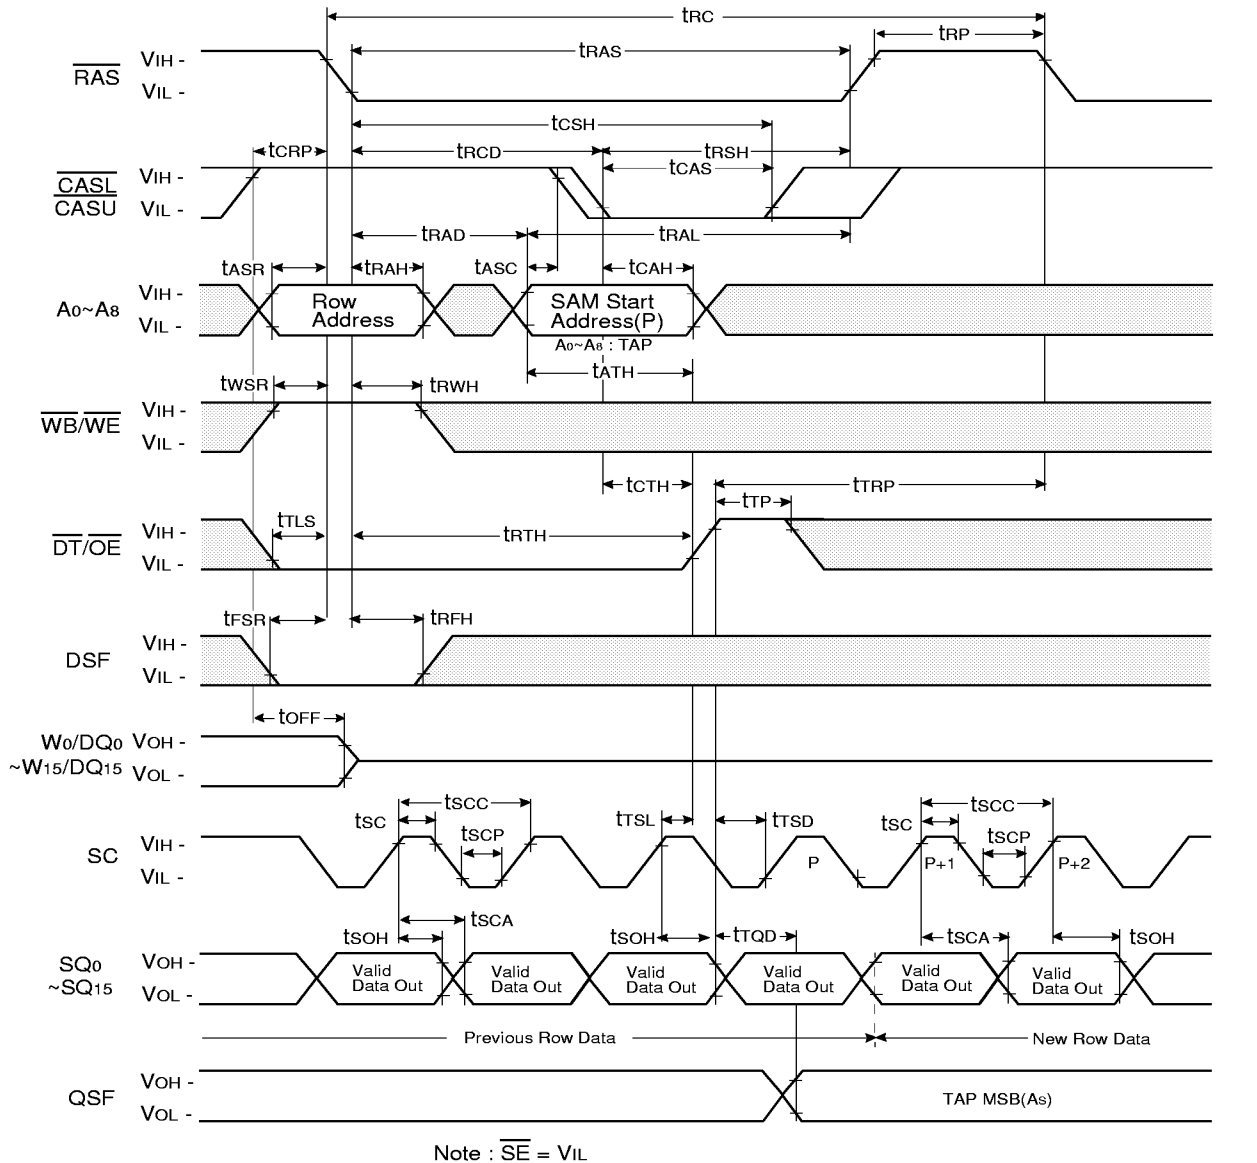 tRC
tRP
RAS VIH -
tRAS
VIL -
tCSH
tCRP tRCD tRSH
tCAS
CASL VIH -
CASU VIL -
tRAD tRAL
tASR tRAH tASC tCAH
A0~A8 VIH -
VIL -
Row
Address
SAM Start
Address(P)
A0~A8 : TAP
tATH
tWSR tRWH
WB/WE VIH -
VIL -
tCTH tTRP
tTP
tTLS
DT/OE VIH -
VIL -
tRTH
tFSR tRFH
DSF VIH -
VIL -
tOFF
W0/DQ0 VOH -
~W15/DQ15 VOL -
tSCC tSCC
tSC tTSL tTSD tSC
tSCP tSCP
SC VIH -
VIL -
P P+1 P+2
tSCA
tSOH tSOH tTQD tSCA tSOH
SQ0 VOH -
~SQ15 VOL -
Valid
Data Out
Valid
Data Out
Valid
Data Out
Valid
Data Out
Valid
Data Out
Valid
Data Out
Previous Row Data New Row Data
QSF VOH -
VOL -
TAP MSB(As)
Note : SE = VIL